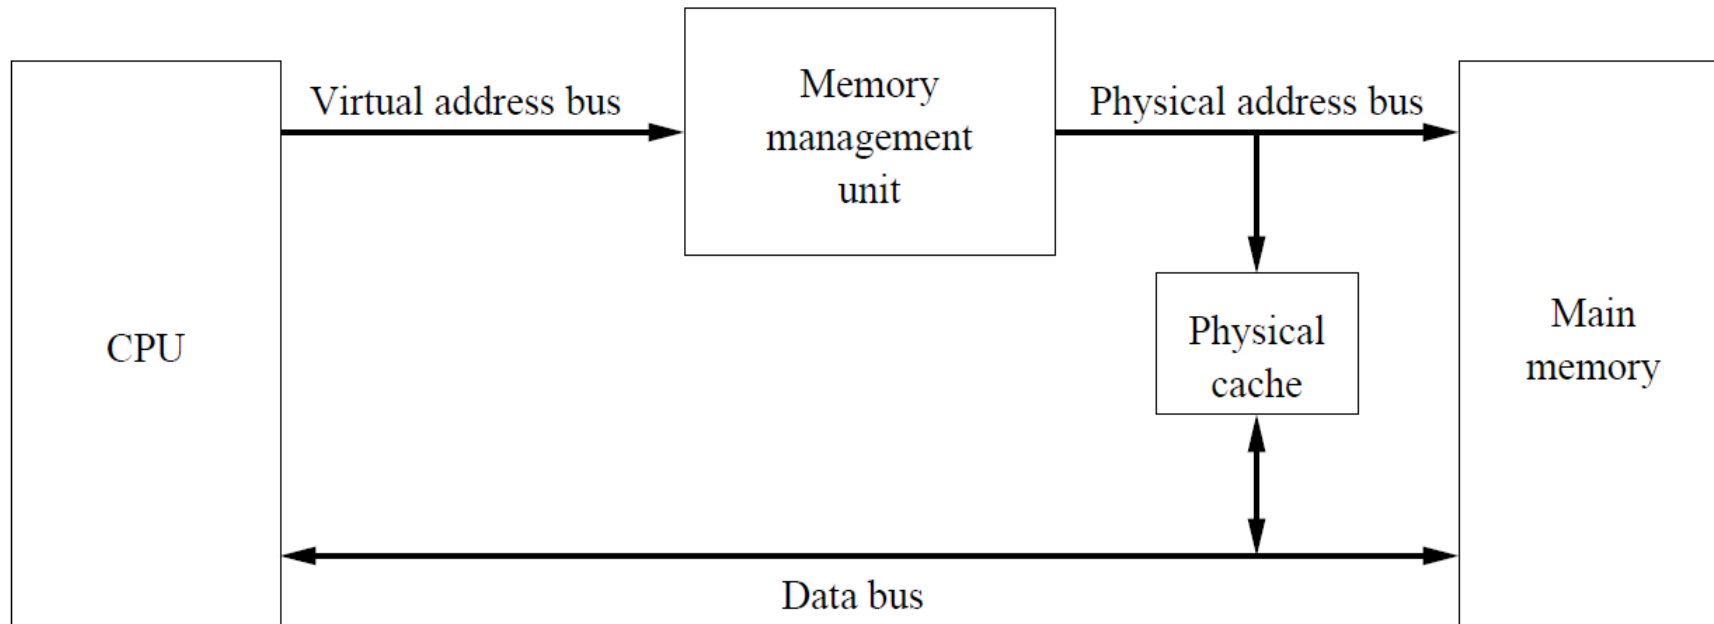 Virtual address bus
Memory
management
unit
Physical address bus
CPU
Physical
cache
Main
memory
Data bus